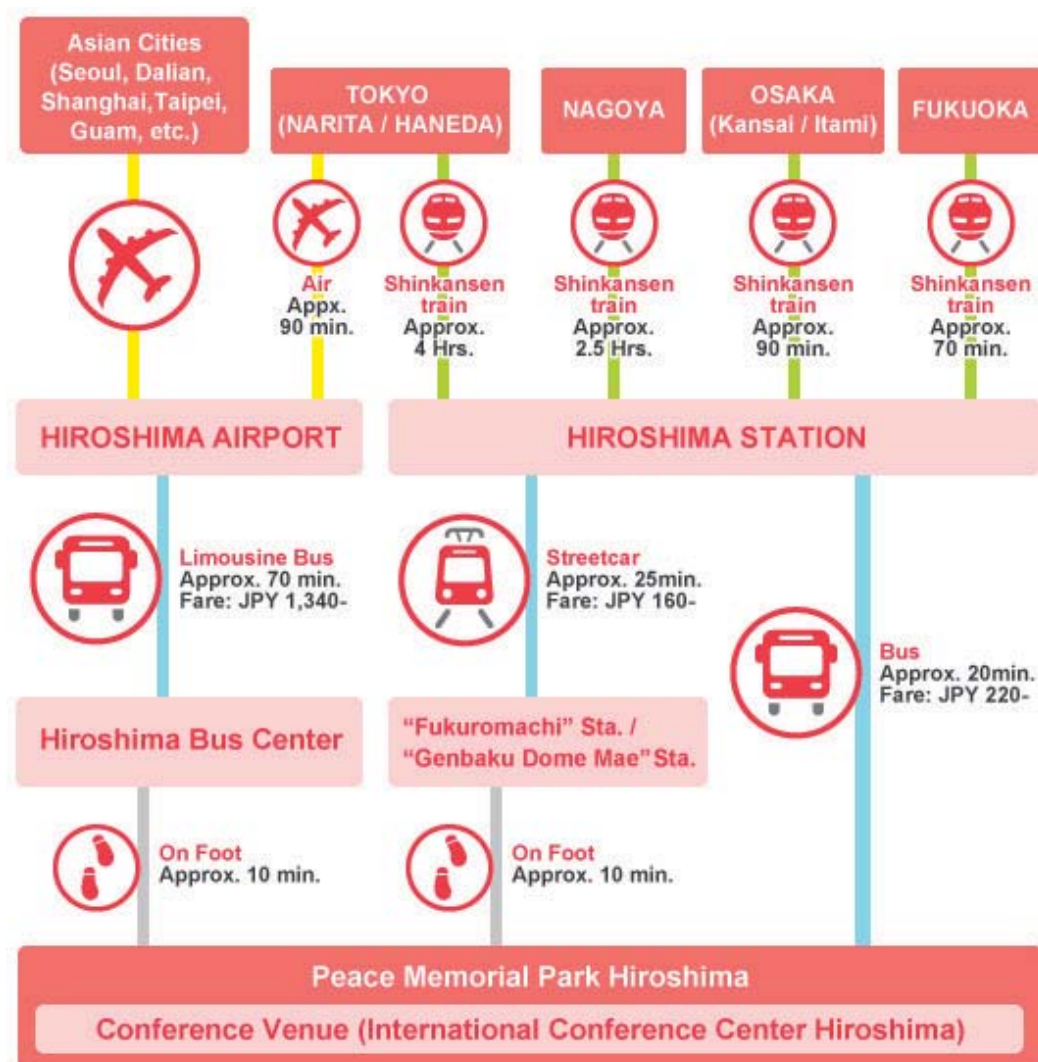 Asian Cities
(Seoul, Dalian,
Shanghai,Taipei,
Guam, etc.)
TOKYO
(NARITA / HANEDA)
NAGOYA
OSAKA
(Kansai / Itami)
FUKUOKA
Air
Appx.
90 min.
Shinkansen
train
Approx.
4 Hrs.
Shinkansen
train
Approx.
2.5 Hrs.
Shinkansen
train
Approx.
90 min.
Shinkansen
train
Approx.
70 min.
HIROSHIMA AIRPORT
HIROSHIMA STATION
Limousine Bus
Approx. 70 min.
Fare: JPY 1,340-
Streetcar
Approx. 25min.
Fare: JPY 160-
Bus
Approx. 20min.
Fare: JPY 220-
Hiroshima Bus Center
“Fukuromachi” Sta. /
“Genbaku Dome Mae”Sta.
On Foot
Approx. 10 min.
On Foot
Approx. 10 min.
Peace Memorial Park Hiroshima
Conference Venue (International Conference Center Hiroshima)